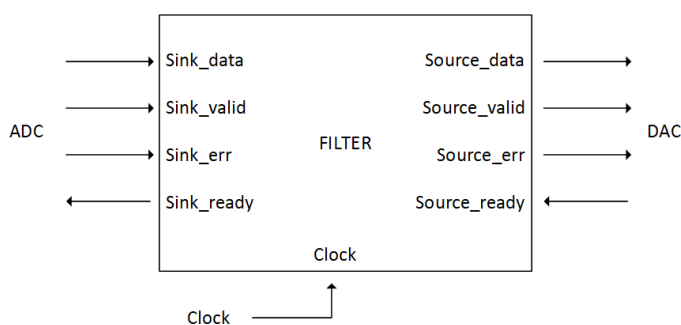 Sink_data
Source_data
Sink_valid
Source_valid
ADC
FILTER
DAC
Sink_err
Source_err
Sink_ready
Source_ready
Clock
Clock